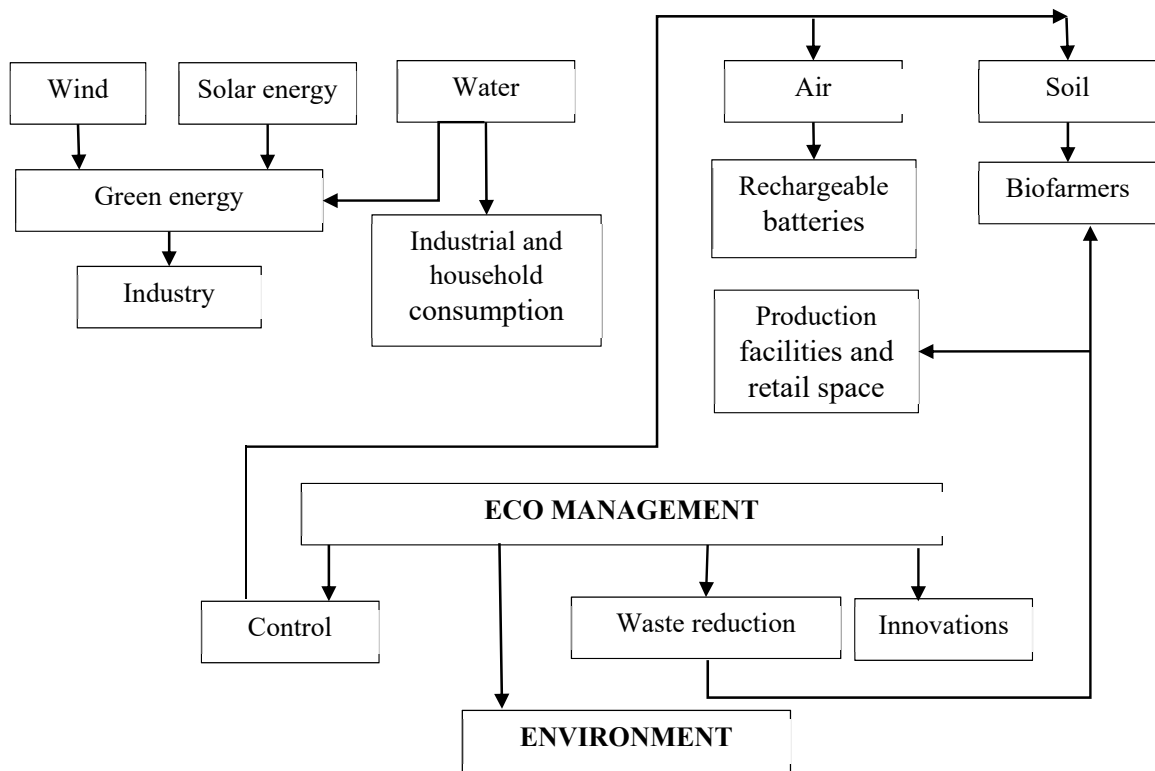 Wind
Solar energy
Water
Air
Soil
Green energy
Rechargeable
batteries
Biofarmers
Industry
Industrial and
household
consumption
Production
facilities and
retail space
ECO MANAGEMENT
Control
Waste reduction
Innovations
ENVIRONMENT